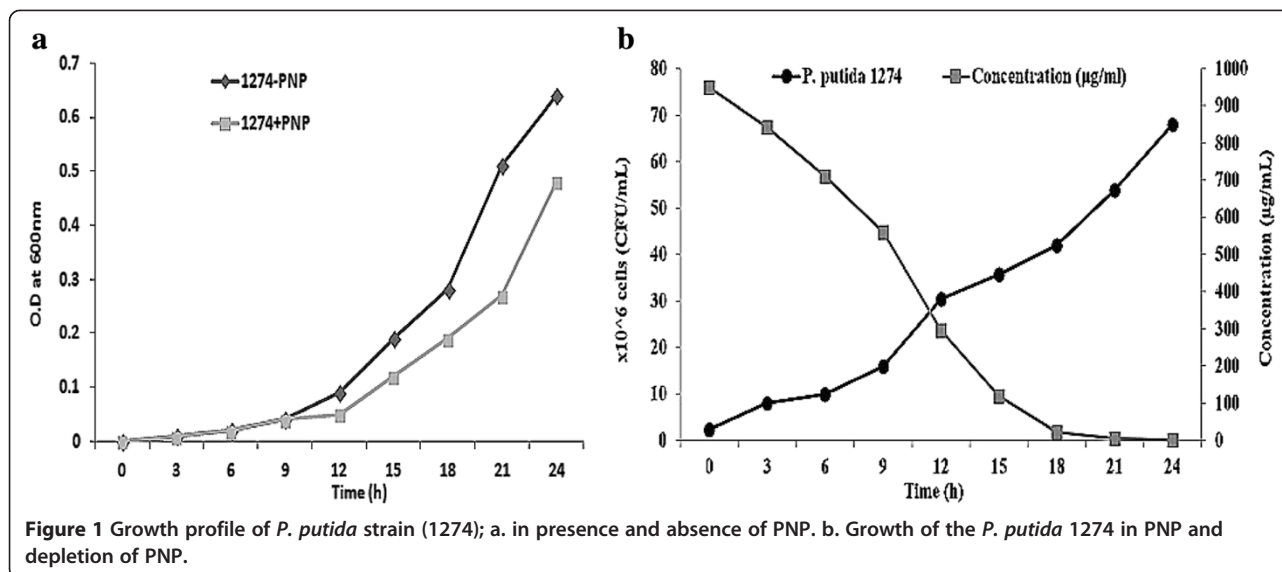 a
0.7
0.6
0.5
0.4
0.3
0.2
0.1
0
O.D at 600nm
1274-PNP
1274+PNP
0 3 6 9 12 15 18 21 24
Time (h)
b
80
70
60
50
40
30
20
10
0
x10^6 cells (CFU/mL)
P. putida 1274
Concentration (µg/ml)
1000
900
800
700
600
500
400
300
200
100
0
Concentration (µg/mL)
0 3 6 9 12 15 18 21 24
Time (h)
Figure 1 Growth profile of P. putida strain (1274); a. in presence and absence of PNP. b. Growth of the P. putida 1274 in PNP and
depletion of PNP.